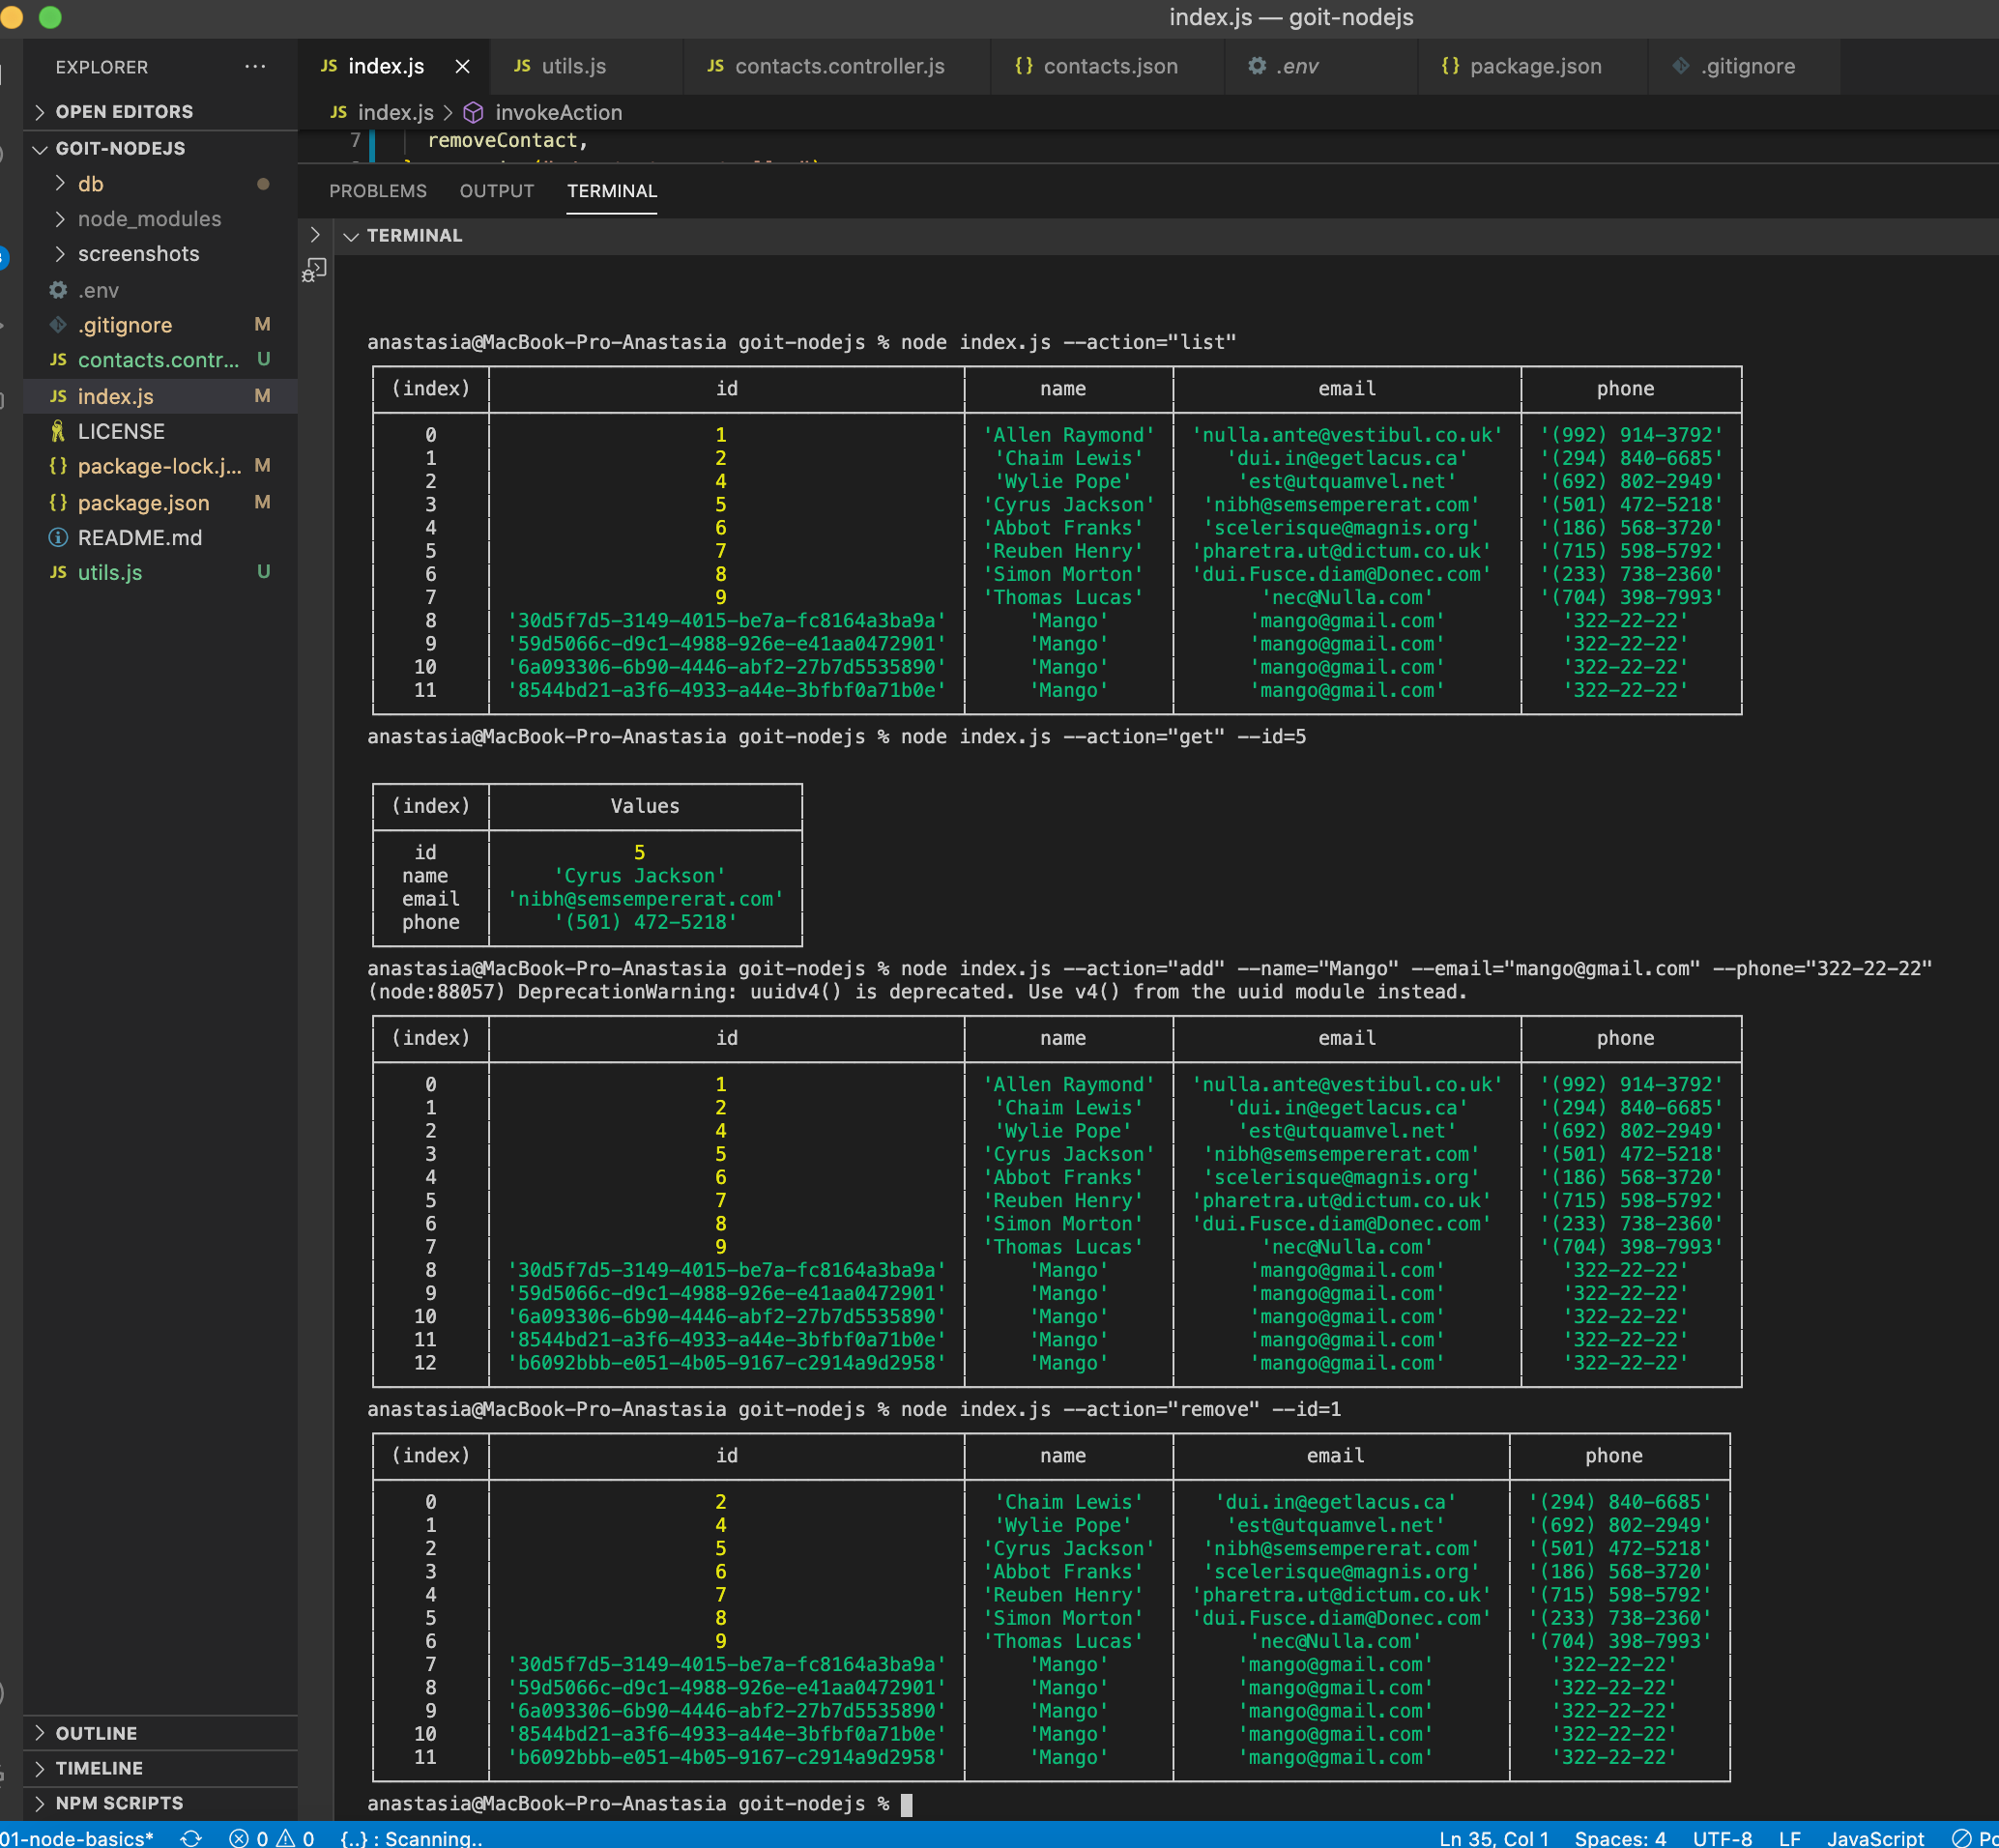 index.js — goit-nodejs
EXPLORER
OPEN EDITORS
GOIT-NODEJS
db
node_modules
screenshots
.env
.gitignore M
JS contacts.contr... U
JS index.js M
LICENSE
{} package-lock.j... M
{} package.json M
README.md
JS utils.js U
OUTLINE
TIMELINE
NPM SCRIPTS
JS index.js
JS utils.js
JS contacts.controller.js
{} contacts.json
.env
{} package.json
.gitignore
JS index.js > invokeAction
7 removeContact,
PROBLEMS OUTPUT TERMINAL
TERMINAL
anastasia@MacBook-Pro-Anastasia goit-nodejs % node index.js --action="list"
(index) id name email phone
0 1 'Allen Raymond' 'nulla.ante@vestibul.co.uk' '(992) 914-3792'
1 2 'Chaim Lewis' 'dui.in@egetlacus.ca' '(294) 840-6685'
2 4 'Wylie Pope' 'est@utquamvel.net' '(692) 802-2949'
3 5 'Cyrus Jackson' 'nibh@semsempererat.com' '(501) 472-5218'
4 6 'Abbot Franks' 'scelerisque@magnis.org' '(186) 568-3720'
5 7 'Reuben Henry' 'pharetra.ut@dictum.co.uk' '(715) 598-5792'
6 8 'Simon Morton' 'dui.Fusce.diam@Donec.com' '(233) 738-2360'
7 9 'Thomas Lucas' 'nec@Nulla.com' '(704) 398-7993'
8 '30d5f7d5-3149-4015-be7a-fc8164a3ba9a' 'Mango' 'mango@gmail.com' '322-22-22'
9 '59d5066c-d9c1-4988-926e-e41aa0472901' 'Mango' 'mango@gmail.com' '322-22-22'
10 '6a093306-6b90-4446-abf2-27b7d5535890' 'Mango' 'mango@gmail.com' '322-22-22'
11 '8544bd21-a3f6-4933-a44e-3bfbf0a71b0e' 'Mango' 'mango@gmail.com' '322-22-22'
anastasia@MacBook-Pro-Anastasia goit-nodejs % node index.js --action="get" --id=5
(index) Values
id 5
name 'Cyrus Jackson'
email 'nibh@semsempererat.com'
phone '(501) 472-5218'
anastasia@MacBook-Pro-Anastasia goit-nodejs % node index.js --action="add" --name="Mango" --email="mango@gmail.com" --phone="322-22-22"
(node:88057) DeprecationWarning: uuidv4() is deprecated. Use v4() from the uuid module instead.
(index) id name email phone
0 1 'Allen Raymond' 'nulla.ante@vestibul.co.uk' '(992) 914-3792'
1 2 'Chaim Lewis' 'dui.in@egetlacus.ca' '(294) 840-6685'
2 4 'Wylie Pope' 'est@utquamvel.net' '(692) 802-2949'
3 5 'Cyrus Jackson' 'nibh@semsempererat.com' '(501) 472-5218'
4 6 'Abbot Franks' 'scelerisque@magnis.org' '(186) 568-3720'
5 7 'Reuben Henry' 'pharetra.ut@dictum.co.uk' '(715) 598-5792'
6 8 'Simon Morton' 'dui.Fusce.diam@Donec.com' '(233) 738-2360'
7 9 'Thomas Lucas' 'nec@Nulla.com' '(704) 398-7993'
8 '30d5f7d5-3149-4015-be7a-fc8164a3ba9a' 'Mango' 'mango@gmail.com' '322-22-22'
9 '59d5066c-d9c1-4988-926e-e41aa0472901' 'Mango' 'mango@gmail.com' '322-22-22'
10 '6a093306-6b90-4446-abf2-27b7d5535890' 'Mango' 'mango@gmail.com' '322-22-22'
11 '8544bd21-a3f6-4933-a44e-3bfbf0a71b0e' 'Mango' 'mango@gmail.com' '322-22-22'
12 'b6092bbb-e051-4b05-9167-c2914a9d2958' 'Mango' 'mango@gmail.com' '322-22-22'
anastasia@MacBook-Pro-Anastasia goit-nodejs % node index.js --action="remove" --id=1
(index) id name email phone
0 2 'Chaim Lewis' 'dui.in@egetlacus.ca' '(294) 840-6685'
1 4 'Wylie Pope' 'est@utquamvel.net' '(692) 802-2949'
2 5 'Cyrus Jackson' 'nibh@semsempererat.com' '(501) 472-5218'
3 6 'Abbot Franks' 'scelerisque@magnis.org' '(186) 568-3720'
4 7 'Reuben Henry' 'pharetra.ut@dictum.co.uk' '(715) 598-5792'
5 8 'Simon Morton' 'dui.Fusce.diam@Donec.com' '(233) 738-2360'
6 9 'Thomas Lucas' 'nec@Nulla.com' '(704) 398-7993'
7 '30d5f7d5-3149-4015-be7a-fc8164a3ba9a' 'Mango' 'mango@gmail.com' '322-22-22'
8 '59d5066c-d9c1-4988-926e-e41aa0472901' 'Mango' 'mango@gmail.com' '322-22-22'
9 '6a093306-6b90-4446-abf2-27b7d5535890' 'Mango' 'mango@gmail.com' '322-22-22'
10 '8544bd21-a3f6-4933-a44e-3bfbf0a71b0e' 'Mango' 'mango@gmail.com' '322-22-22'
11 'b6092bbb-e051-4b05-9167-c2914a9d2958' 'Mango' 'mango@gmail.com' '322-22-22'
anastasia@MacBook-Pro-Anastasia goit-nodejs %
01-node-basics* 0 0 {..} : Scanning.. Ln 35, Col 1 Spaces: 4 UTF-8 LF JavaScript